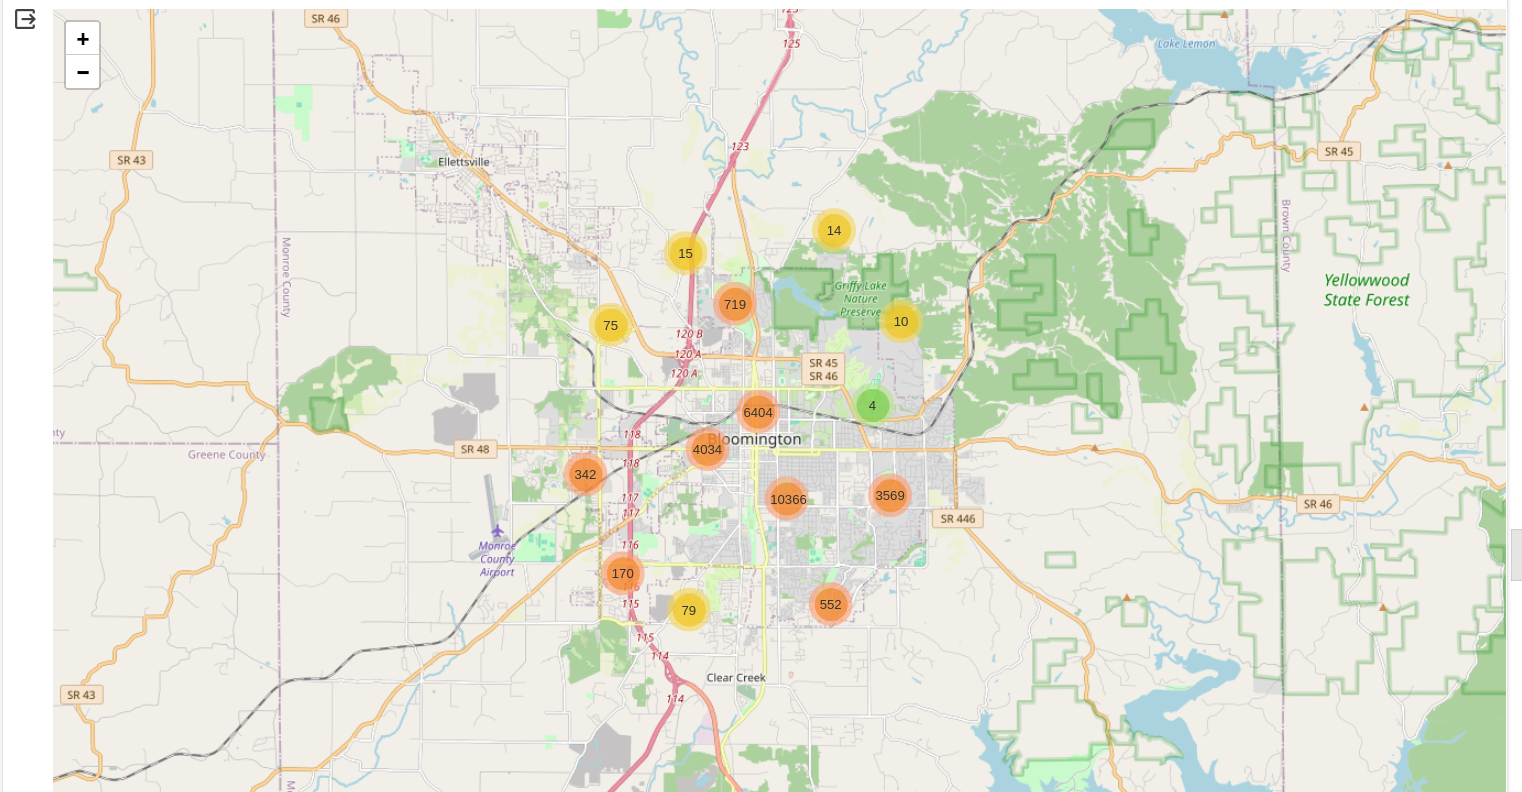 SR 46
125
125
Lake Lemon
+
−
123
SR 45
SR 43
Ellettsville
14
15
Monroe County
Brown County
Yellowwood
State Forest
Griffy Lake
Nature
Preserve
719
10
75
120 B
120 A
SR 45
SR 46
120 A
4
6404
118
Bloomington
4034
SR 48
Greene County
118
342
117
10366
3569
SR 46
117
SR 446
116
Monroe
County
Airport
170
115
79
552
115
114
Clear Creek
SR 43
114